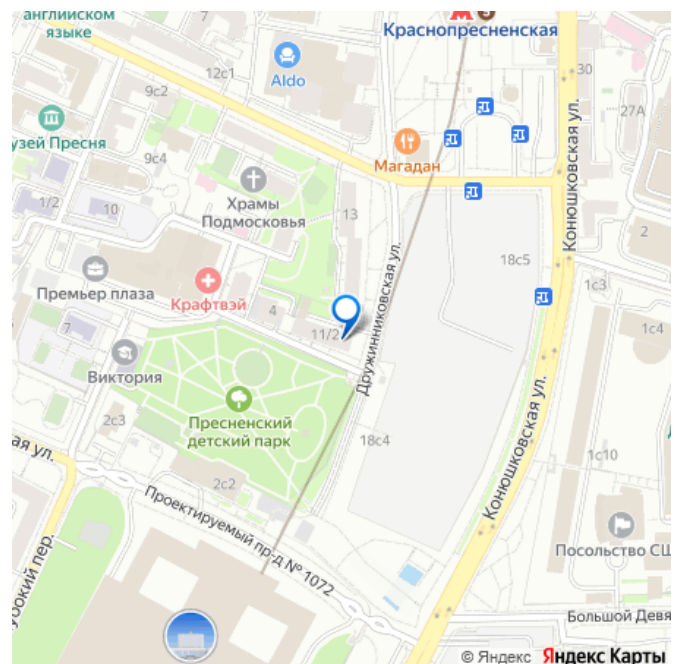 английском
языке
Краснопресненская
12с1
Aldo
30
9с2
27А
узей Пресня
Магадан
Конюшковская ул.
9с4
Храмы
Подмосковья
1/2
10
13
2
18с5
Дружинниковская ул.
Премьер плаза
Крафтвэй
1с3
4
7
11/2
1с4
Виктория
Пресненский
детский парк
2с3
18с4
Конюшковская ул.
ая ул.
1с10
2с2
Проектируемый пр-д № 1072
Посольство СШ
убокий пер.
Большой Девя
© Яндекс Яндекс Карты